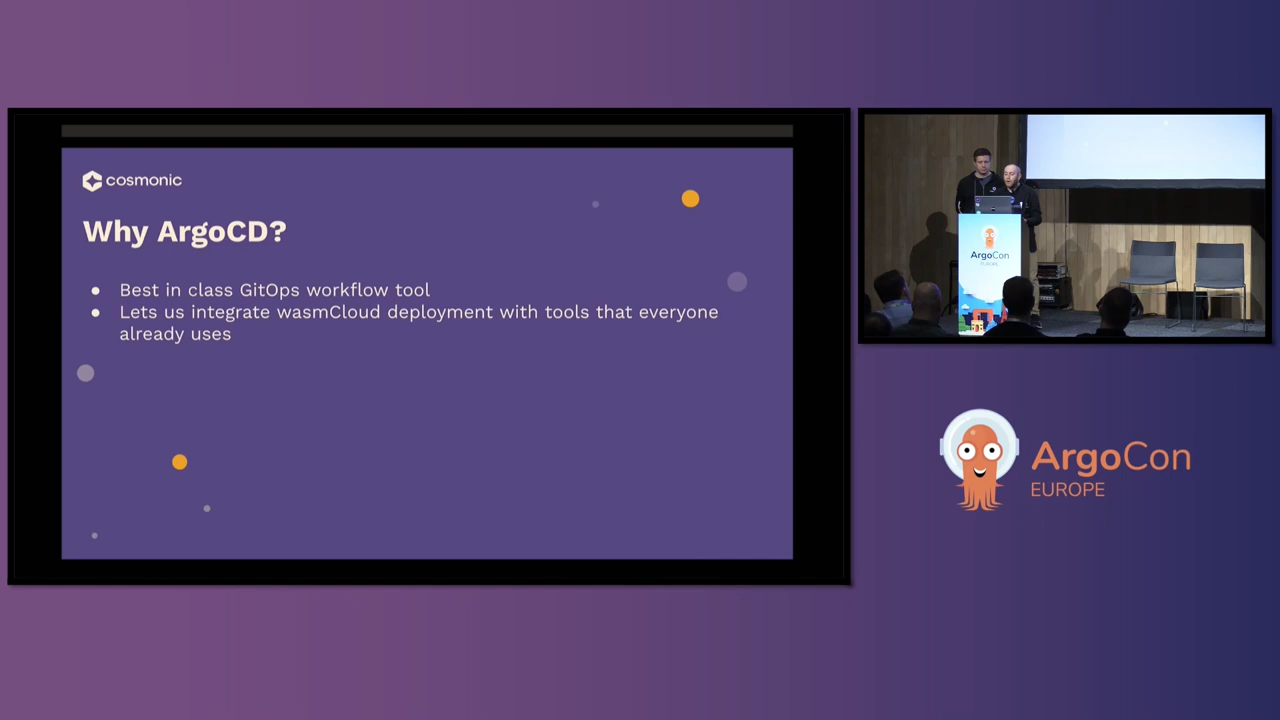 cosmonic
Why ArgoCD?
● Best in class GitOps workflow tool
● Lets us integrate wasmCloud deployment with tools that everyone
already uses
ArgoCon
EUROPE
ArgoCon
EUROPE